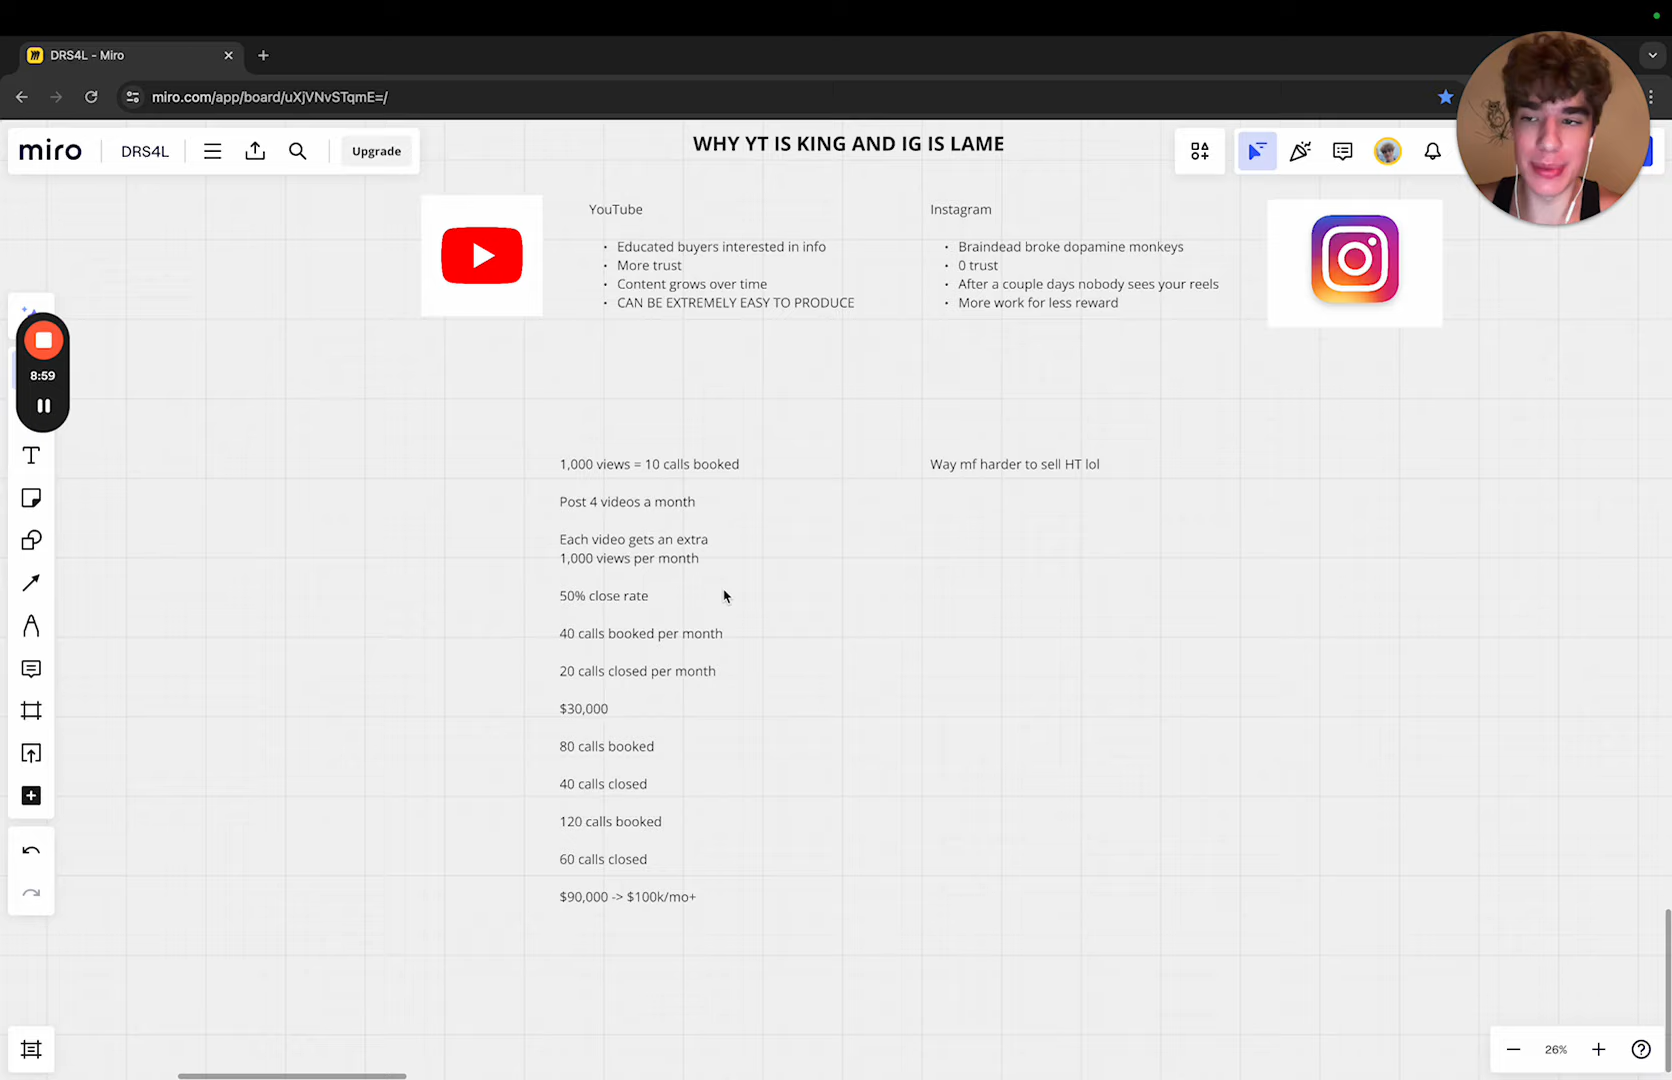 DRS4L - Miro
miro.com/app/board/uXjVNvSTqmE=/
miro
DRS4L
Upgrade
WHY YT IS KING AND IG IS LAME
YouTube
• Educated buyers interested in info
• More trust
• Content grows over time
• CAN BE EXTREMELY EASY TO PRODUCE
Instagram
• Braindead broke dopamine monkeys
• 0 trust
• After a couple days nobody sees your reels
• More work for less reward
8:59
1,000 views = 10 calls booked
Post 4 videos a month
Each video gets an extra
1,000 views per month
50% close rate
40 calls booked per month
20 calls closed per month
$30,000
80 calls booked
40 calls closed
120 calls booked
60 calls closed
$90,000 -> $100k/mo+
Way mf harder to sell HT lol
26%